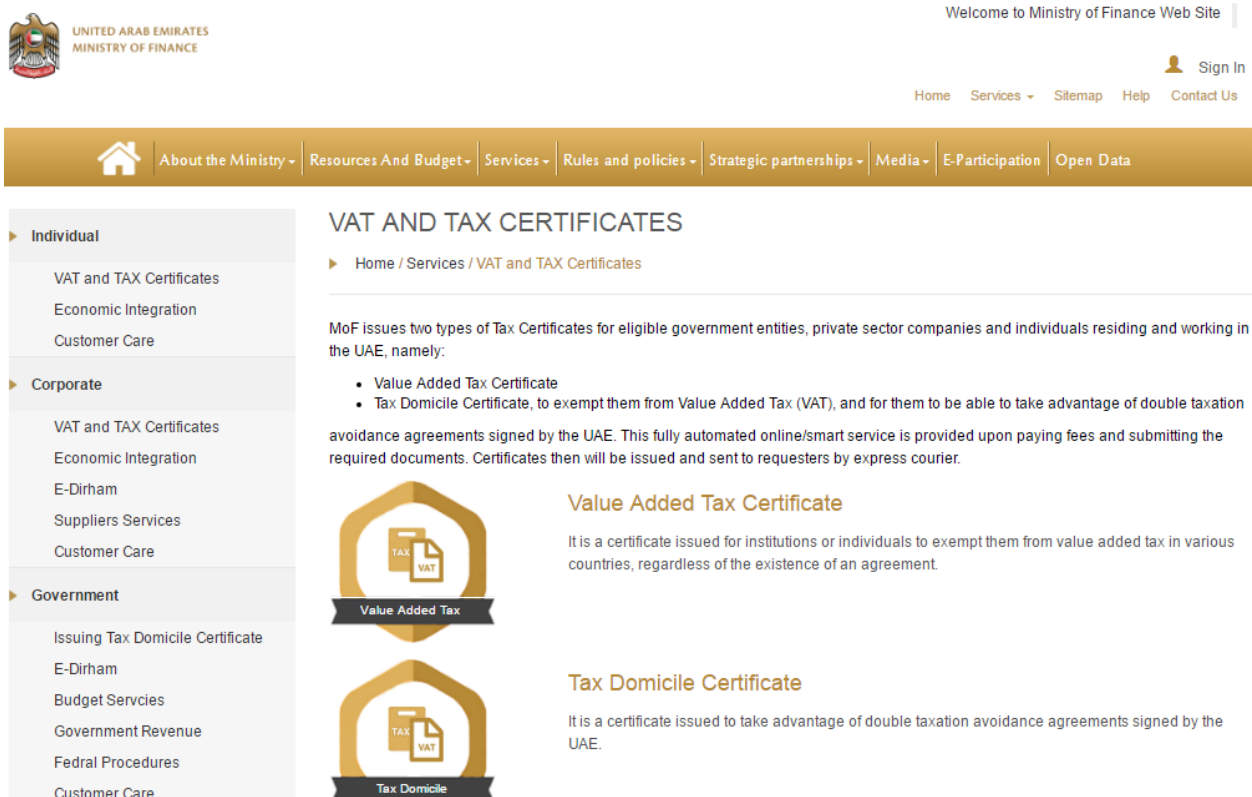 UNITED ARAB EMIRATES
MINISTRY OF FINANCE
Welcome to Ministry of Finance Web Site
Sign In
Home Services Sitemap Help Contact Us
About the Ministry Resources And Budget Services Rules and policies Strategic partnerships Media E-Participation Open Data
Individual
VAT and TAX Certificates
Economic Integration
Customer Care
Corporate
VAT and TAX Certificates
Economic Integration
E-Dirham
Suppliers Services
Customer Care
Government
Issuing Tax Domicile Certificate
E-Dirham
Budget Servcies
Government Revenue
Fedral Procedures
Customer Care
VAT AND TAX CERTIFICATES
Home / Services / VAT and TAX Certificates
MoF issues two types of Tax Certificates for eligible government entities, private sector companies and individuals residing and working in
the UAE, namely:
• Value Added Tax Certificate
• Tax Domicile Certificate, to exempt them from Value Added Tax (VAT), and for them to be able to take advantage of double taxation
avoidance agreements signed by the UAE. This fully automated online/smart service is provided upon paying fees and submitting the
required documents. Certificates then will be issued and sent to requesters by express courier.
TAX
VAT
Value Added Tax
Value Added Tax Certificate
It is a certificate issued for institutions or individuals to exempt them from value added tax in various
countries, regardless of the existence of an agreement.
TAX
VAT
Tax Domicile
Tax Domicile Certificate
It is a certificate issued to take advantage of double taxation avoidance agreements signed by the
UAE.